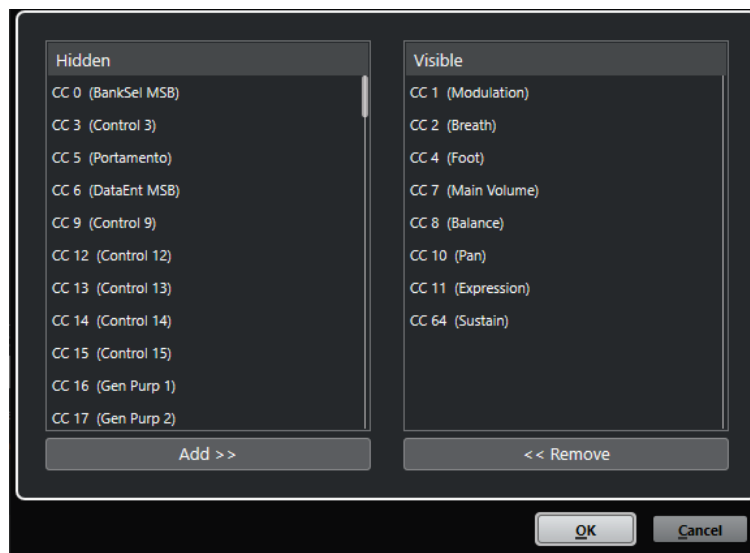 Hidden
CC 0 (BankSel MSB)
CC 3 (Control 3)
CC 5 (Portamento)
CC 6 (DataEnt MSB)
CC 9 (Control 9)
CC 12 (Control 12)
CC 13 (Control 13)
CC 14 (Control 14)
CC 15 (Control 15)
CC 16 (Gen Purp 1)
CC 17 (Gen Purp 2)
Add >>
Visible
CC 1 (Modulation)
CC 2 (Breath)
CC 4 (Foot)
CC 7 (Main Volume)
CC 8 (Balance)
CC 10 (Pan)
CC 11 (Expression)
CC 64 (Sustain)
<< Remove
OK
Cancel